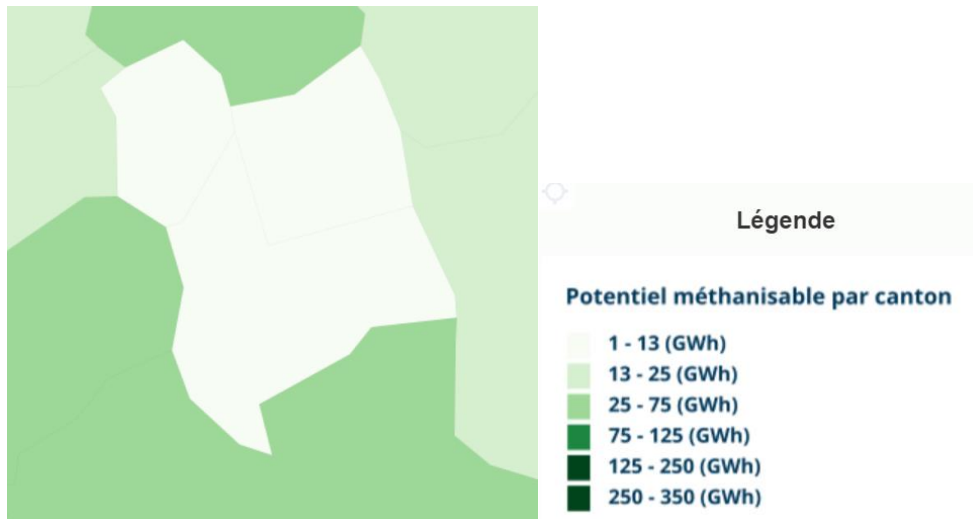 Légende
Potentiel méthanisable par canton
1 - 13 (GWh)
13 - 25 (GWh)
25 - 75 (GWh)
75 - 125 (GWh)
125 - 250 (GWh)
250 - 350 (GWh)